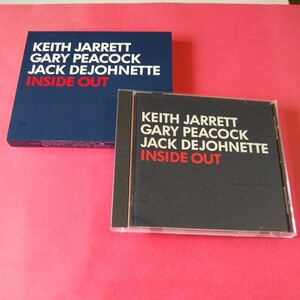 KEITH JARRETT
GARY PEACOCK
JACK DEJOHNETTE
INSIDE OUT
KEITH JARRETT
GARY PEACOCK
JACK DEJOHNETTE
INSIDE OUT